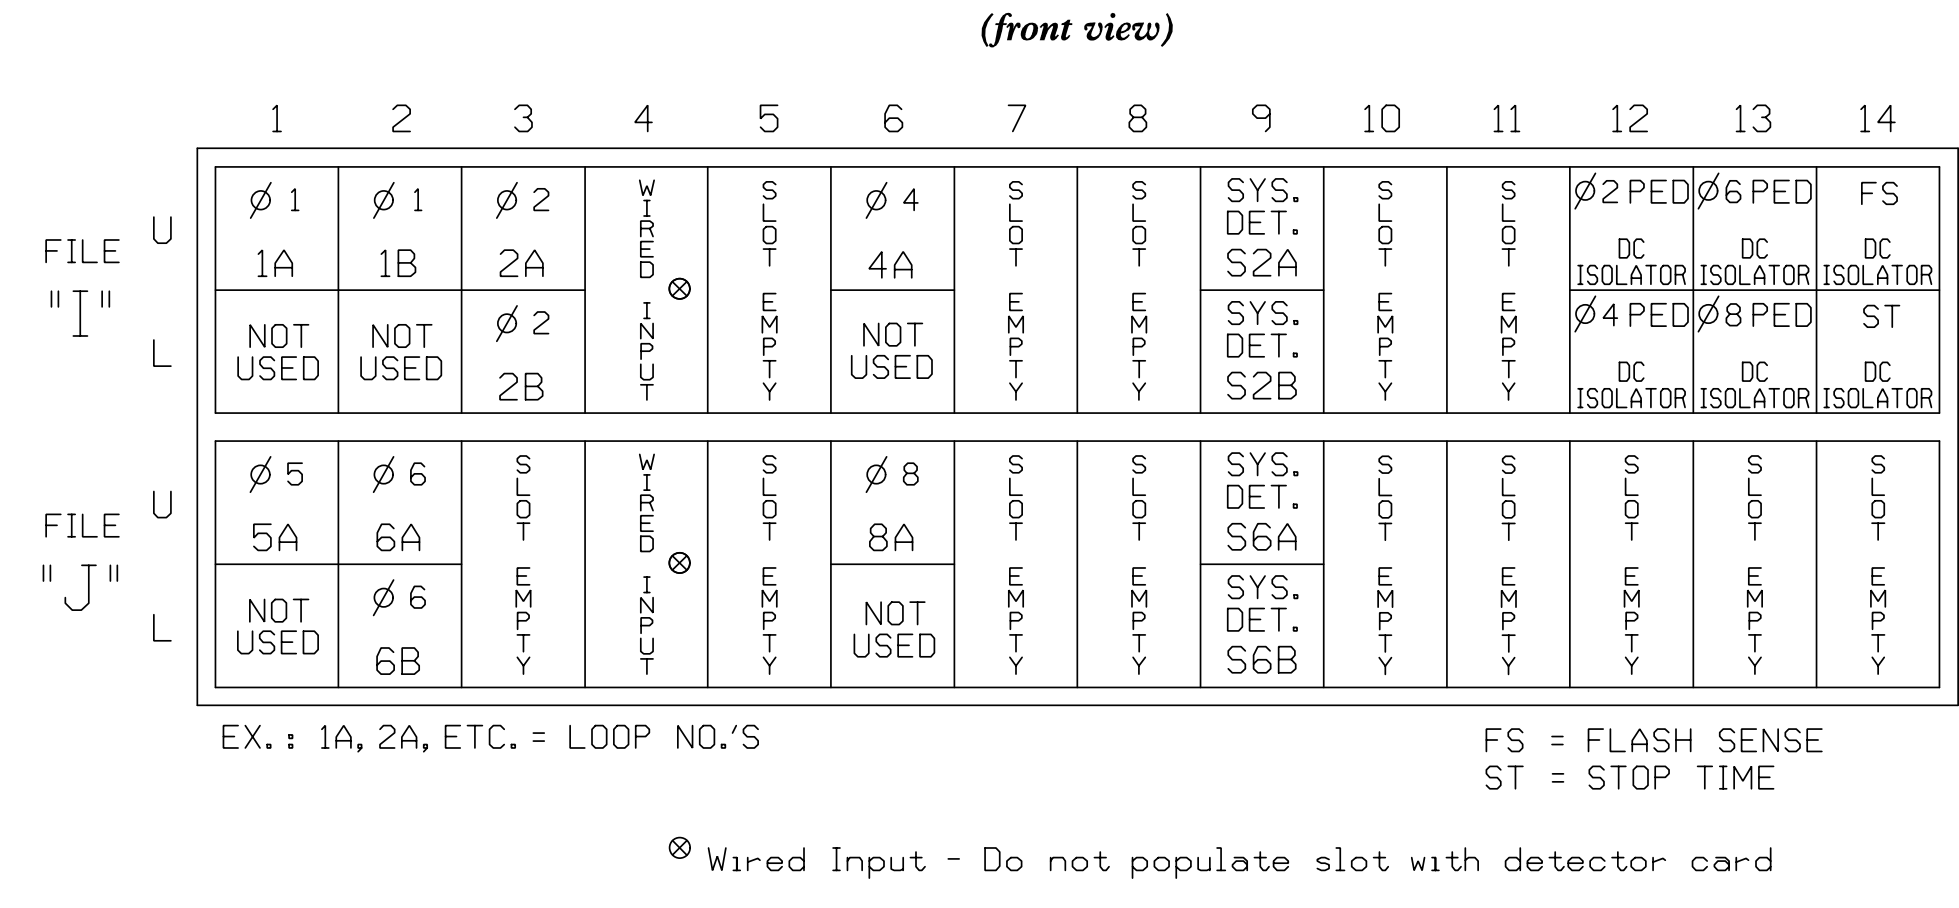 (front view)
1 2 3 4 5 6 7 8 9 10 11 12 13 14
FILE "I"
U
L
Ø 1
1A
NOT USED
Ø 1
1B
NOT USED
Ø 2
2A
Ø 2
2B
WIRED INPUT
⊗
SLOT EMPTY
Ø 4
4A
NOT USED
SLOT EMPTY
SLOT EMPTY
SYS.
DET.
S2A
SYS.
DET.
S2B
SLOT EMPTY
SLOT EMPTY
Ø2 PED
DC
ISOLATOR
Ø4 PED
DC
ISOLATOR
Ø6 PED
DC
ISOLATOR
Ø8 PED
DC
ISOLATOR
FS
DC
ISOLATOR
ST
DC
ISOLATOR
FILE "J"
U
L
Ø 5
5A
NOT USED
Ø 6
6A
Ø 6
6B
SLOT EMPTY
WIRED INPUT
⊗
SLOT EMPTY
Ø 8
8A
NOT USED
SLOT EMPTY
SLOT EMPTY
SYS.
DET.
S6A
SYS.
DET.
S6B
SLOT EMPTY
SLOT EMPTY
SLOT EMPTY
SLOT EMPTY
SLOT EMPTY
EX.: 1A, 2A, ETC. = LOOP NO.'S
FS = FLASH SENSE
ST = STOP TIME
⊗ Wired Input - Do not populate slot with detector card